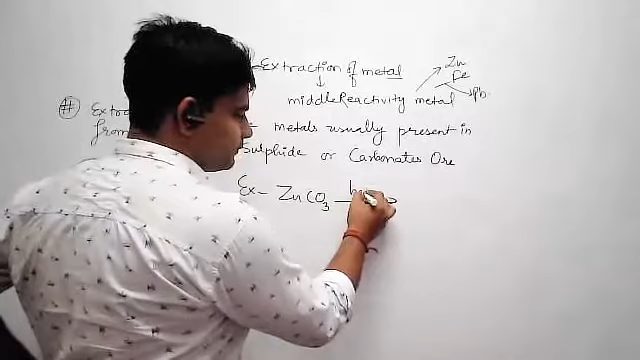 Extraction of metal
Zn
Fe
Pb
middle Reactivity metal
#
metals usually present in
from
Sulphide or Carbonates Ore
Ex - ZnCO3